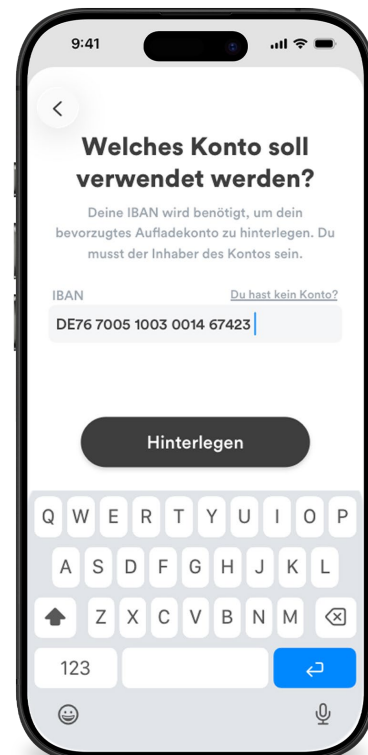 9:41
Welches Konto soll
verwendet werden?
Deine IBAN wird benötigt, um dein
bevorzugtes Aufladekonto zu hinterlegen. Du
musst der Inhaber des Kontos sein.
IBAN Du hast kein Konto?
DE76 7005 1003 0014 67423
Hinterlegen
Q W E R T Y U I O P
A S D F G H J K L
Z X C V B N M
123